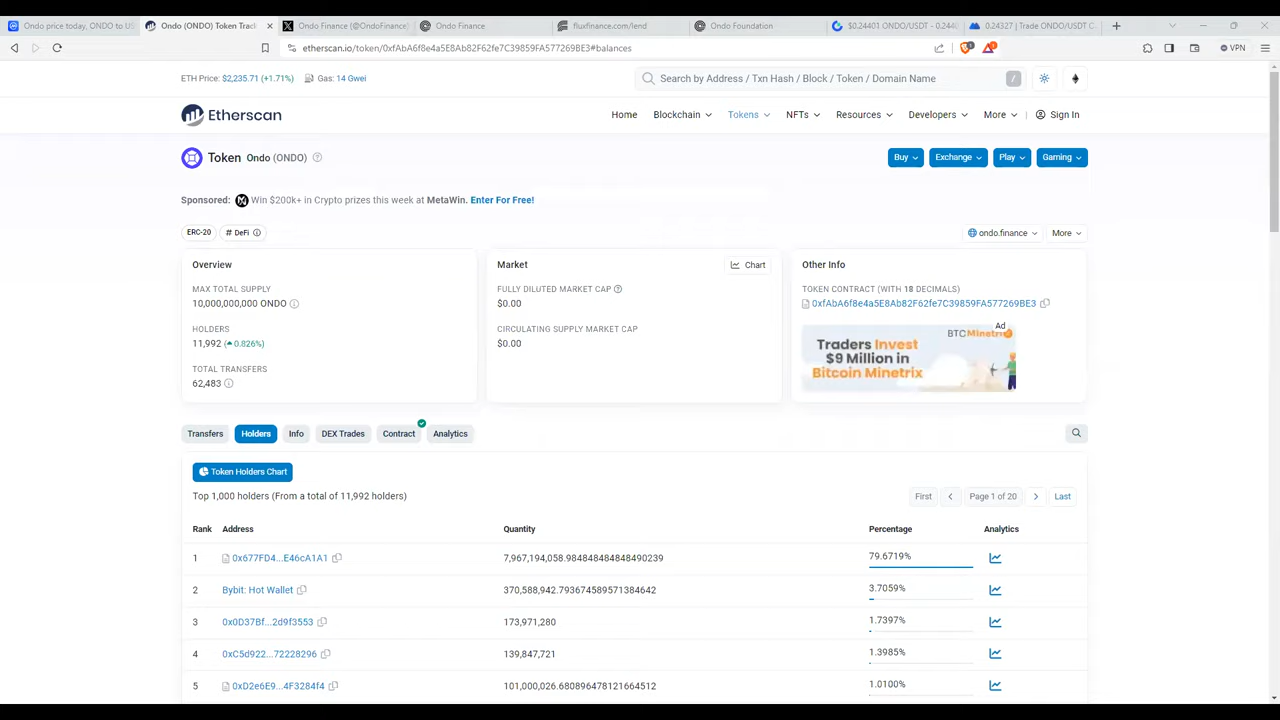 Ondo price today, ONDO to U
Ondo (ONDO) Token Track
Ondo Finance (@OndoFinance)
Ondo Finance
fluxfinance.com/lend
Ondo Foundation
$0.24401 ONDO/USDT - 0.244
0.24327 | Trade ONDO/USDT C
etherscan.io/token/0xfAbA6f8e4a5E8Ab82F62fe7C39859FA577269BE3#balances
VPN
ETH Price: $2,235.71 (+1.71%)
Gas: 14 Gwei
Search by Address / Txn Hash / Block / Token / Domain Name
/
Etherscan
Home
Blockchain
Tokens
NFTs
Resources
Developers
More
Sign In
Token Ondo (ONDO)
Buy
Exchange
Play
Gaming
Sponsored: Win $200k+ in Crypto prizes this week at MetaWin. Enter For Free!
ERC-20
# DeFi
ondo.finance
More
Overview
MAX TOTAL SUPPLY
10,000,000,000 ONDO
HOLDERS
11,992 (0.826%)
TOTAL TRANSFERS
62,483
Market
Chart
FULLY DILUTED MARKET CAP
$0.00
CIRCULATING SUPPLY MARKET CAP
$0.00
Other Info
TOKEN CONTRACT (WITH 18 DECIMALS)
0xfAbA6f8e4a5E8Ab82F62fe7C39859FA577269BE3
Ad
BTC Minetrix
Traders Invest
$9 Million in
Bitcoin Minetrix
Transfers
Holders
Info
DEX Trades
Contract
Analytics
Token Holders Chart
Top 1,000 holders (From a total of 11,992 holders)
First
Page 1 of 20
Last
Rank Address Quantity Percentage Analytics
1 0x677FD4...E46cA1A1 7,967,194,058.984848484848490239 79.6719%
2 Bybit: Hot Wallet 370,588,942.793674589571384642 3.7059%
3 0x0D37Bf...2d9f3553 173,971,280 1.7397%
4 0xC5d922...72228296 139,847,721 1.3985%
5 0xD2e6E9...4F3284f4 101,000,026.680896478121664512 1.0100%